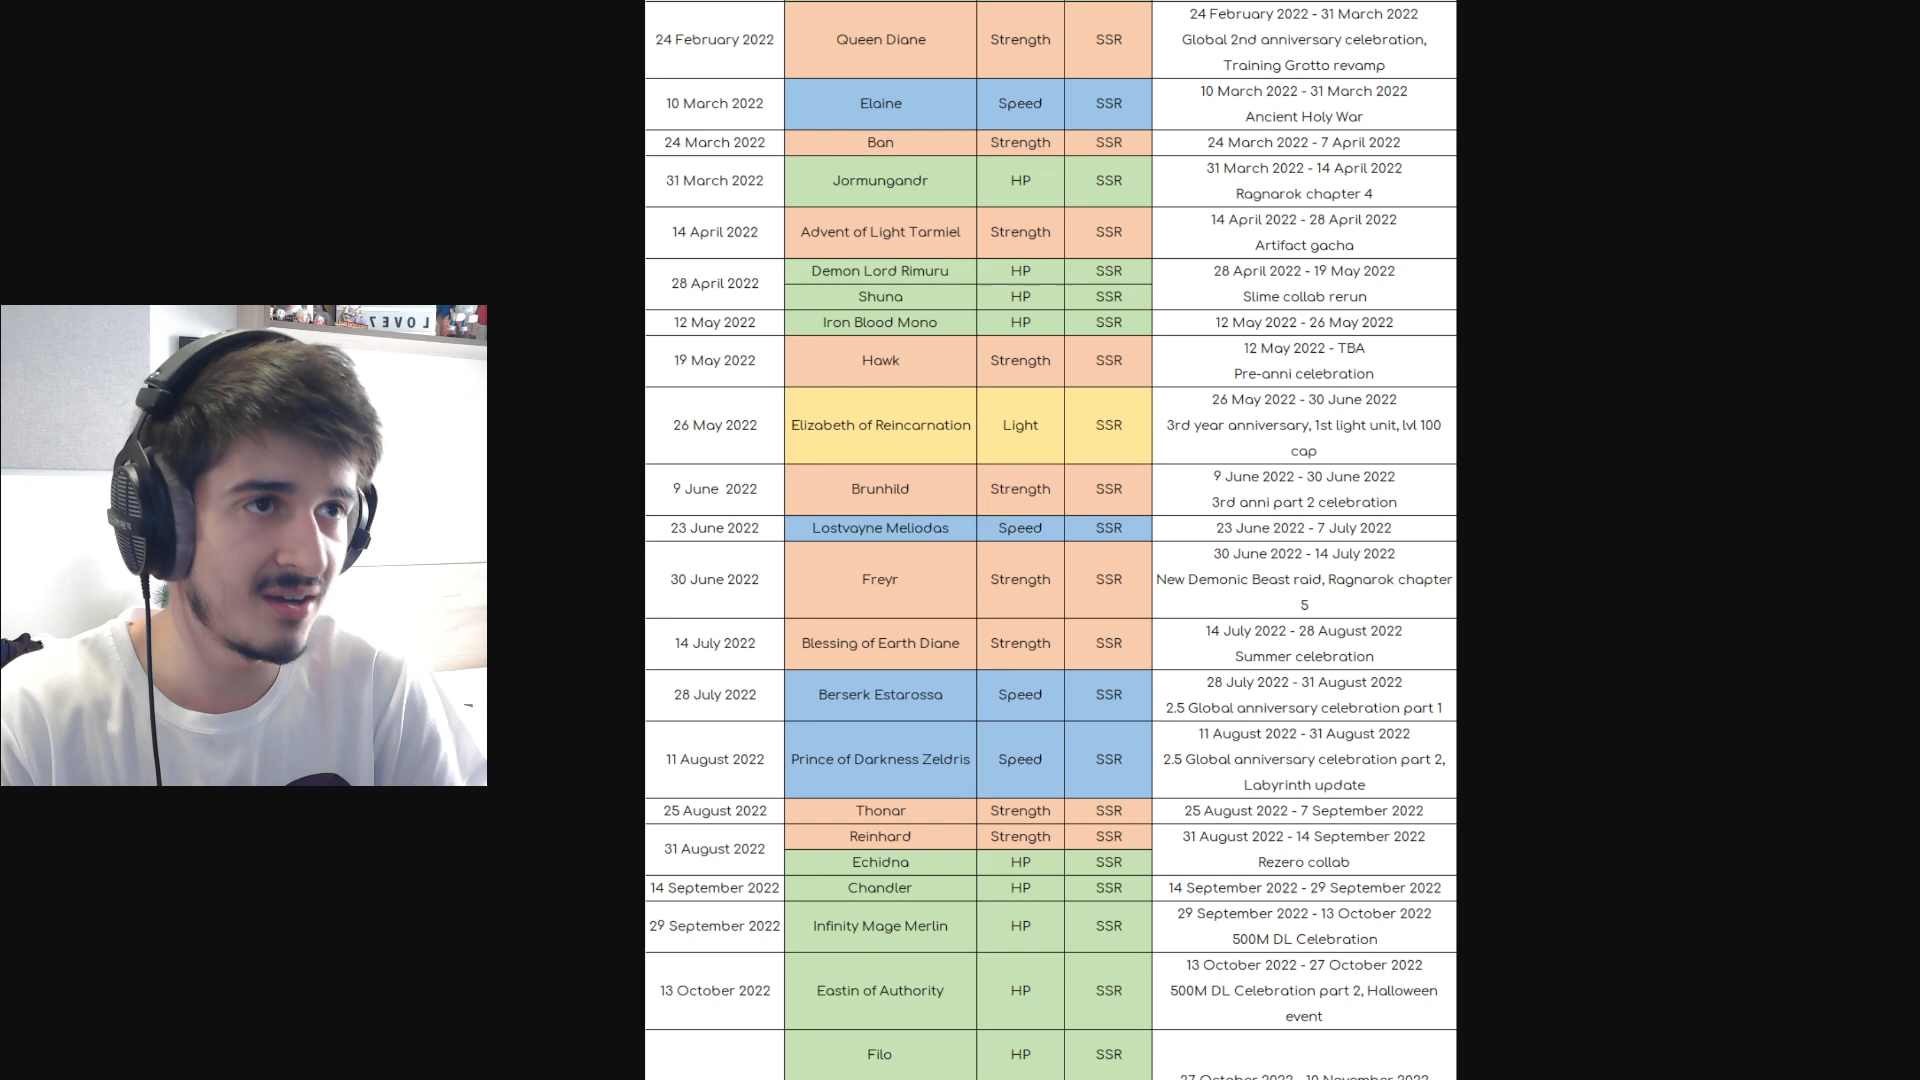 LOVE7
24 February 2022 Queen Diane Strength SSR 24 February 2022 - 31 March 2022
Global 2nd anniversary celebration,
Training Grotto revamp
10 March 2022 Elaine Speed SSR 10 March 2022 - 31 March 2022
Ancient Holy War
24 March 2022 Ban Strength SSR 24 March 2022 - 7 April 2022
31 March 2022 Jormungandr HP SSR 31 March 2022 - 14 April 2022
Ragnarok chapter 4
14 April 2022 Advent of Light Tarmiel Strength SSR 14 April 2022 - 28 April 2022
Artifact gacha
28 April 2022 Demon Lord Rimuru HP SSR 28 April 2022 - 19 May 2022
Shuna HP SSR Slime collab rerun
12 May 2022 Iron Blood Mono HP SSR 12 May 2022 - 26 May 2022
19 May 2022 Hawk Strength SSR 12 May 2022 - TBA
Pre-anni celebration
26 May 2022 Elizabeth of Reincarnation Light SSR 26 May 2022 - 30 June 2022
3rd year anniversary, 1st light unit, lvl 100
cap
9 June 2022 Brunhild Strength SSR 9 June 2022 - 30 June 2022
3rd anni part 2 celebration
23 June 2022 Lostvayne Meliodas Speed SSR 23 June 2022 - 7 July 2022
30 June 2022 Freyr Strength SSR 30 June 2022 - 14 July 2022
New Demonic Beast raid, Ragnarok chapter
5
14 July 2022 Blessing of Earth Diane Strength SSR 14 July 2022 - 28 August 2022
Summer celebration
28 July 2022 Berserk Estarossa Speed SSR 28 July 2022 - 31 August 2022
2.5 Global anniversary celebration part 1
11 August 2022 Prince of Darkness Zeldris Speed SSR 11 August 2022 - 31 August 2022
2.5 Global anniversary celebration part 2,
Labyrinth update
25 August 2022 Thonar Strength SSR 25 August 2022 - 7 September 2022
31 August 2022 Reinhard Strength SSR 31 August 2022 - 14 September 2022
Echidna HP SSR Rezero collab
14 September 2022 Chandler HP SSR 14 September 2022 - 29 September 2022
29 September 2022 Infinity Mage Merlin HP SSR 29 September 2022 - 13 October 2022
500M DL Celebration
13 October 2022 Eastin of Authority HP SSR 13 October 2022 - 27 October 2022
500M DL Celebration part 2, Halloween
event
Filo HP SSR
27 October 2022 - 10 November 2022